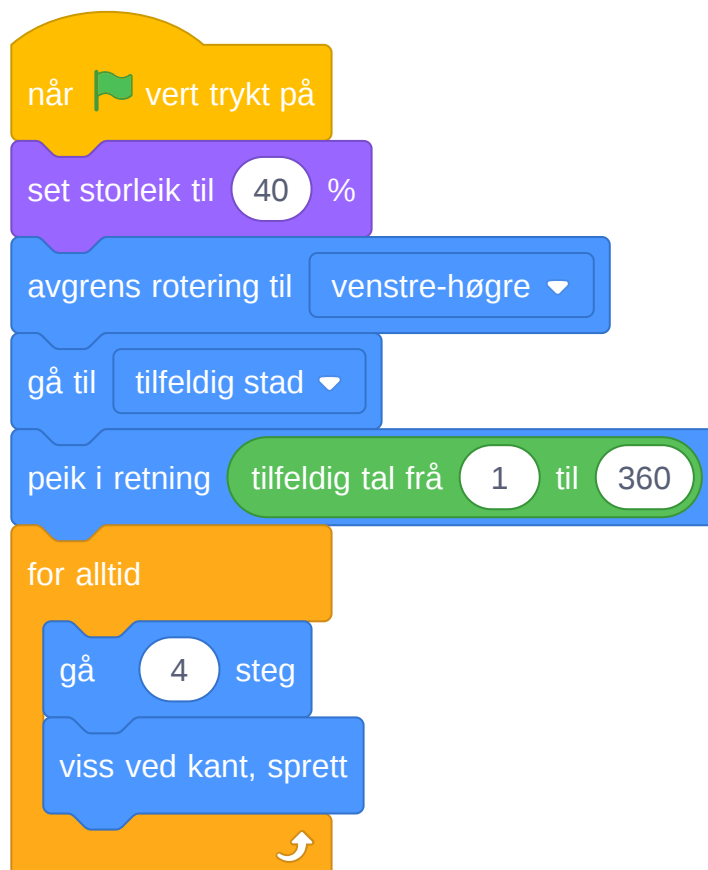 når vert trykt på
set storleik til 40 %
avgrens rotering til venstre-høgre
gå til tilfeldig stad
peik i retning tilfeldig tal frå 1 til 360
for alltid
gå 4 steg
viss ved kant, sprett